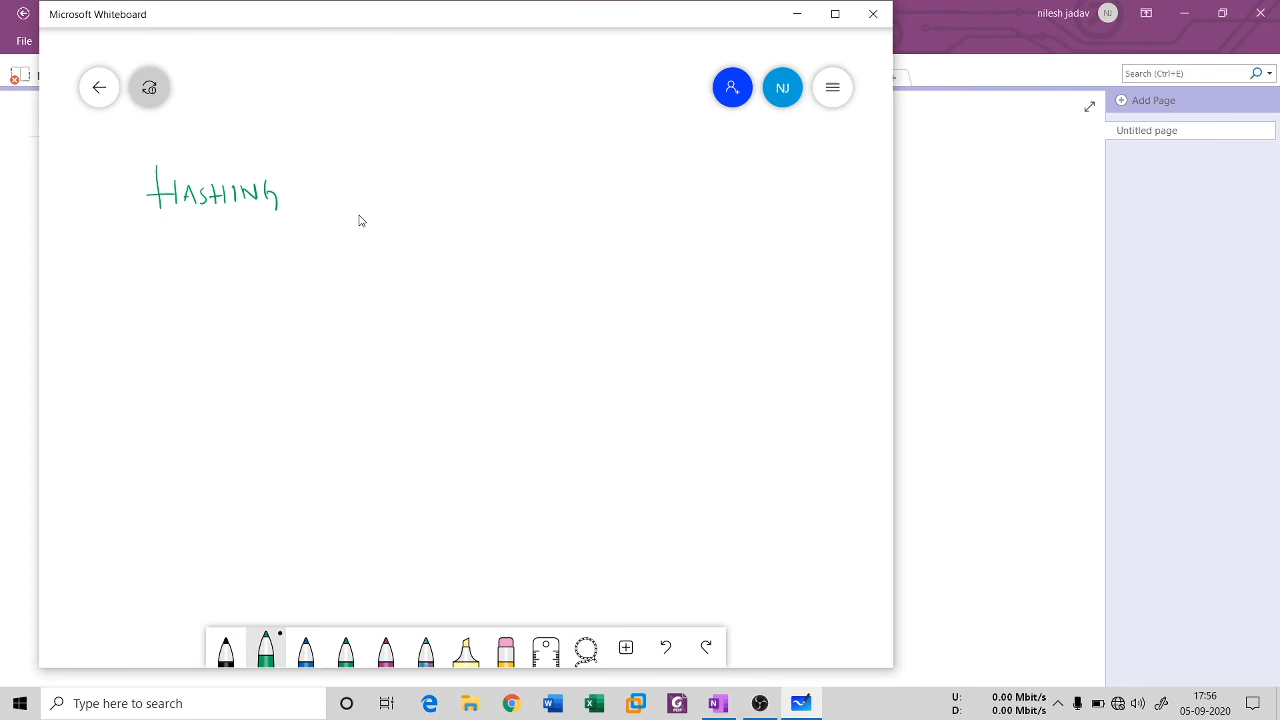 Microsoft Whiteboard
nilesh jadav
NJ
File
Search (Ctrl+E)
NJ
Add Page
Untitled page
HASHING
Type here to search
U: 0.00 Mbit/s
D: 0.00 Mbit/s
17:56
05-09-2020